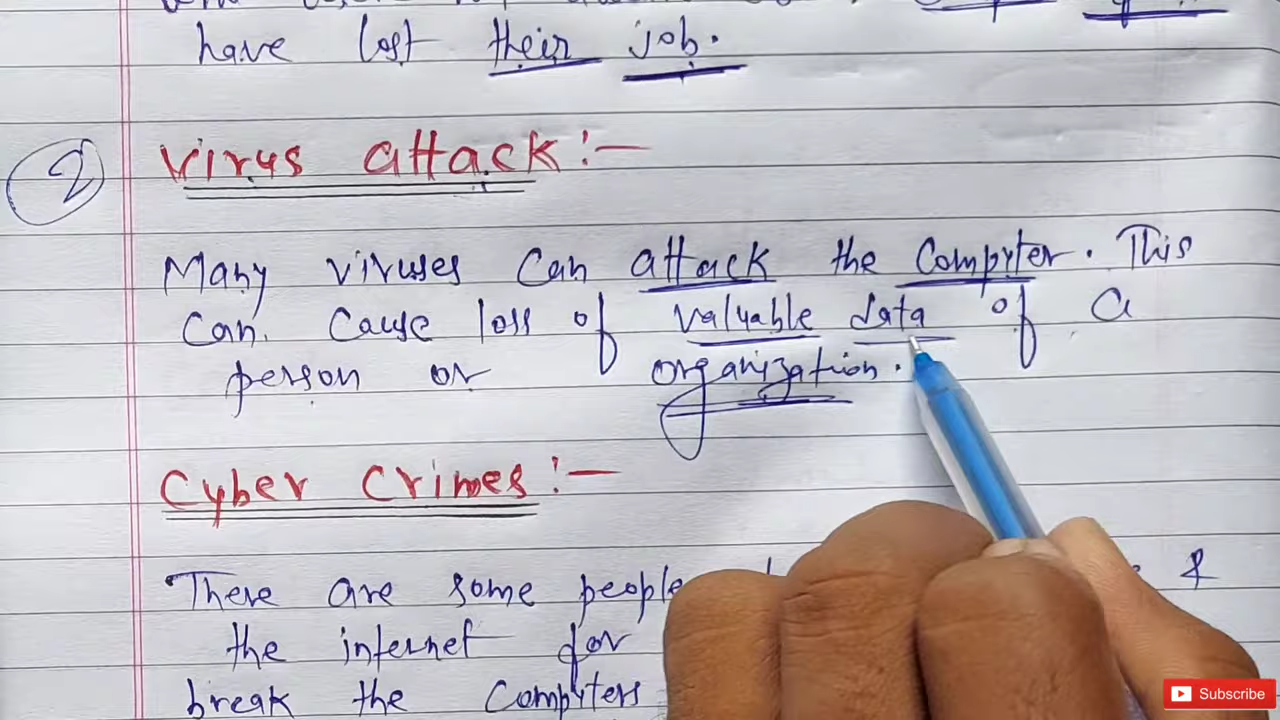 have lost their job.
2 Virus attack:-
Many viruses can attack the Computer. This
can. cause loss of valuable data of a
person or organization.
Cyber Crimes:-
There are some people &
the internet for
break the Computers
Subscribe